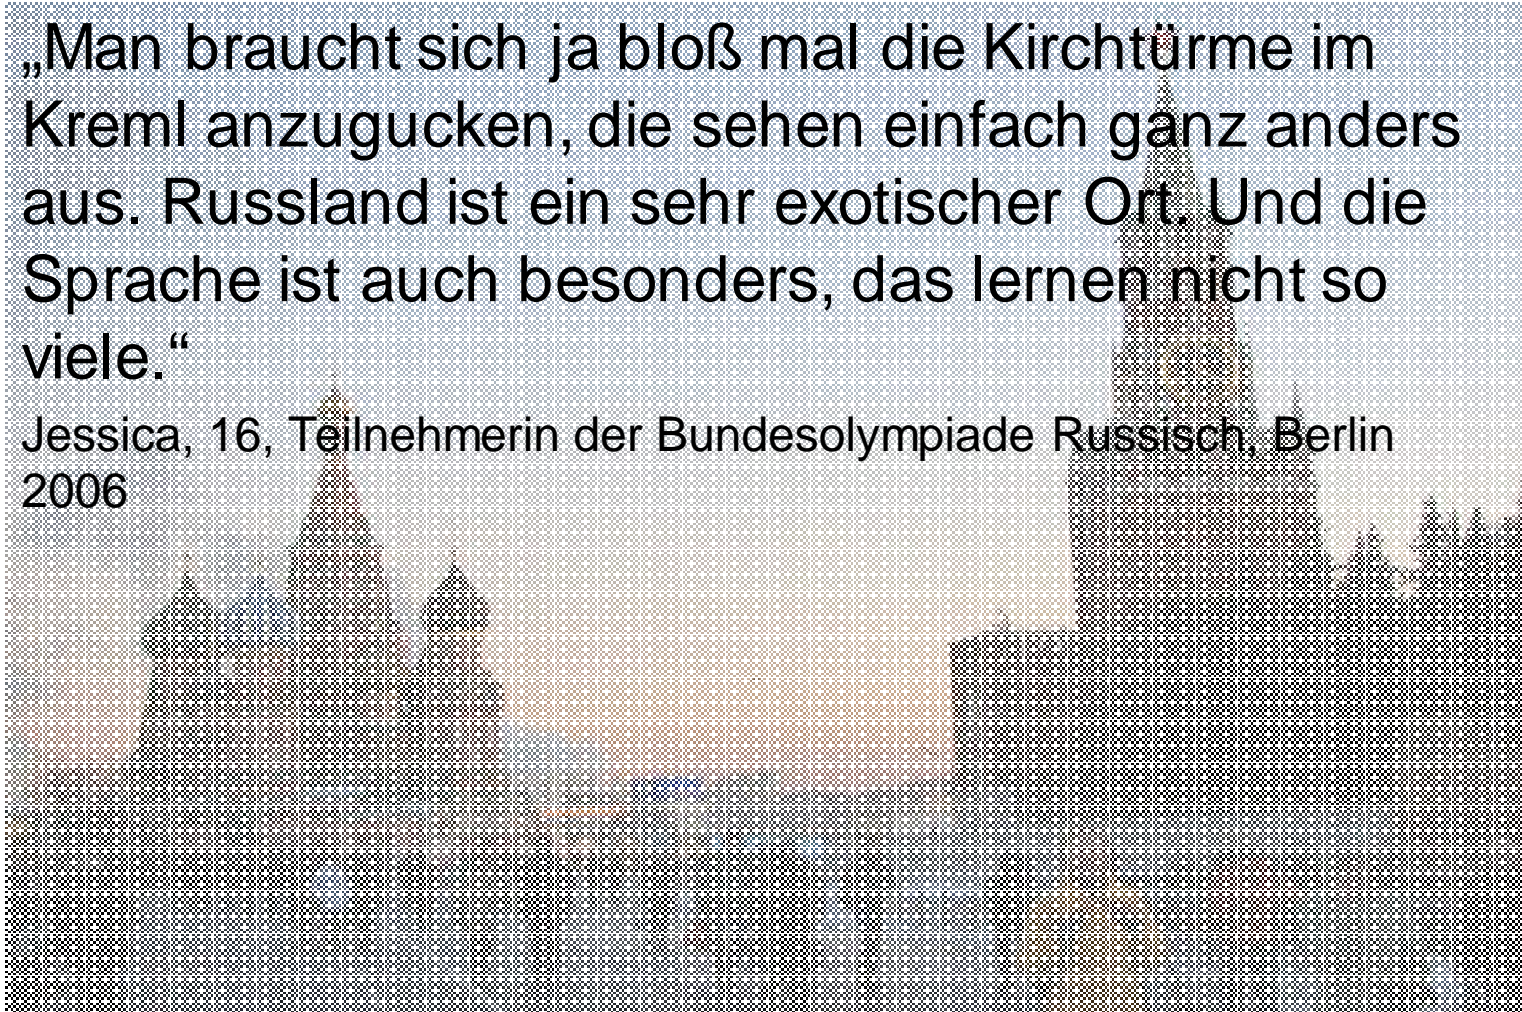 „Man braucht sich ja bloß mal die Kirchtürme im
Kreml anzugucken, die sehen einfach ganz anders
aus. Russland ist ein sehr exotischer Ort. Und die
Sprache ist auch besonders, das lernen nicht so
viele.“
Jessica, 16, Teilnehmerin der Bundesolympiade Russisch, Berlin
2006